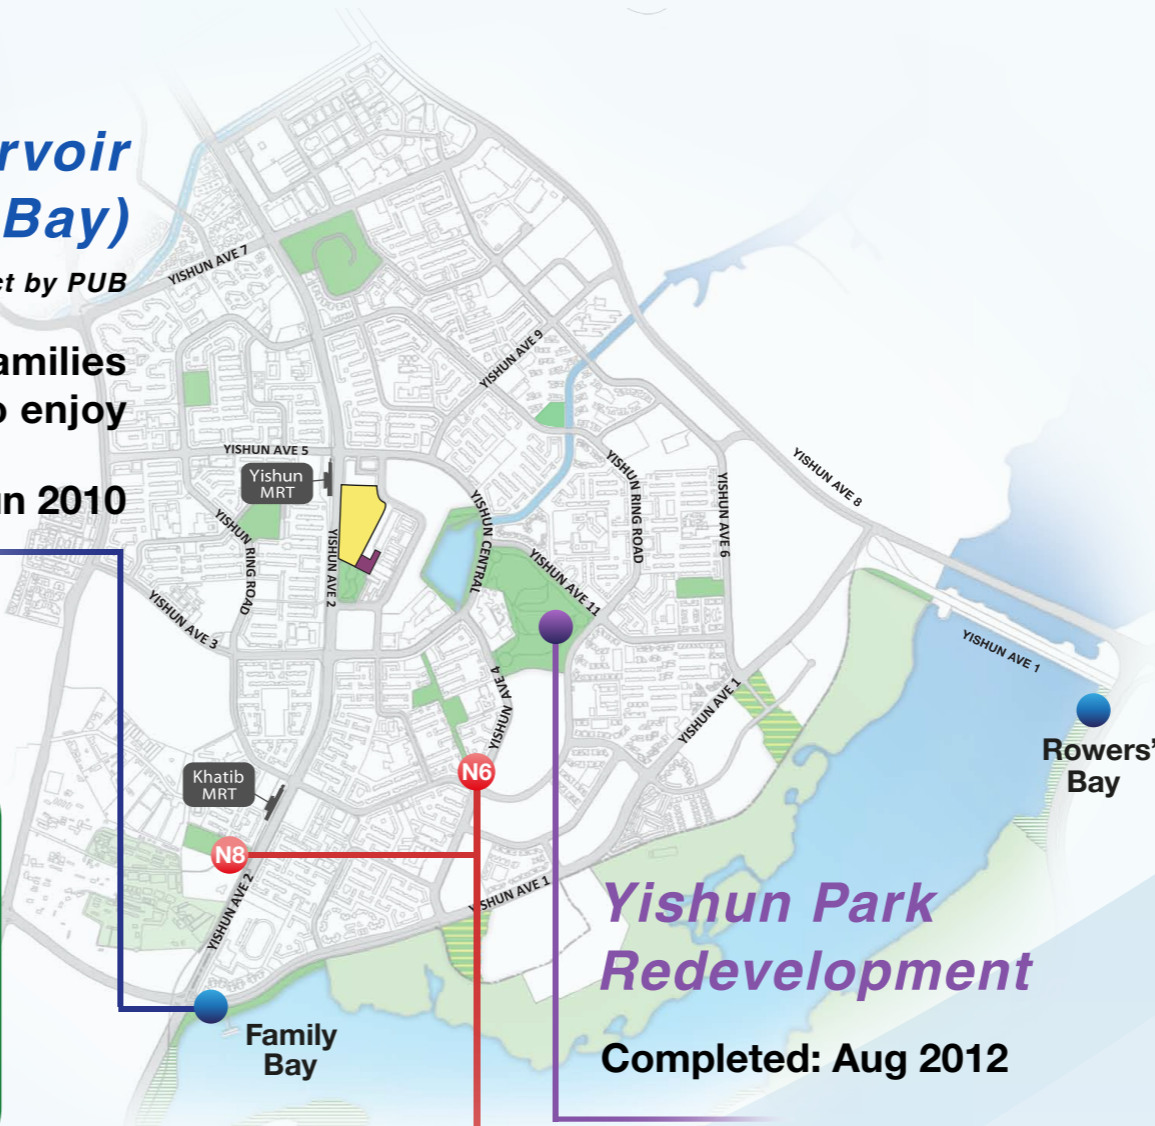 rvoir
Bay)
ct by PUB
amilies
o enjoy
un 2010
YISHUN AVE 7
YISHUN AVE 9
YISHUN AVE 5
Yishun
MRT
YISHUN RING ROAD
YISHUN AVE 2
YISHUN CENTRAL
YISHUN AVE 11
YISHUN RING ROAD
YISHUN AVE 6
YISHUN AVE 8
YISHUN AVE 3
YISHUN AVE 4
YISHUN AVE 1
YISHUN AVE 1
Rowers'
Bay
Khatib
MRT
N6
N8
YISHUN AVE 2
YISHUN AVE 1
Family
Bay
Yishun Park
Redevelopment
Completed: Aug 2012